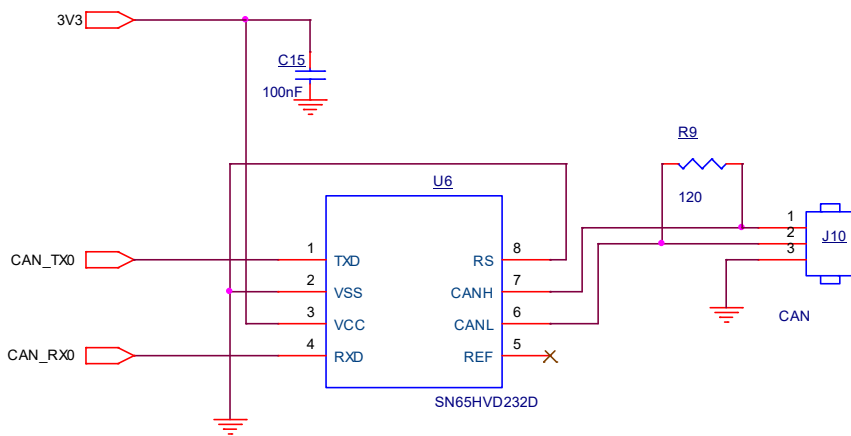 3V3
C15
100nF
R9
120
U6
1
2
3
J10
CAN
CAN_TX0
1
TXD
RS
8
2
VSS
CANH
7
3
VCC
CANL
6
CAN_RX0
4
RXD
REF
5
SN65HVD232D